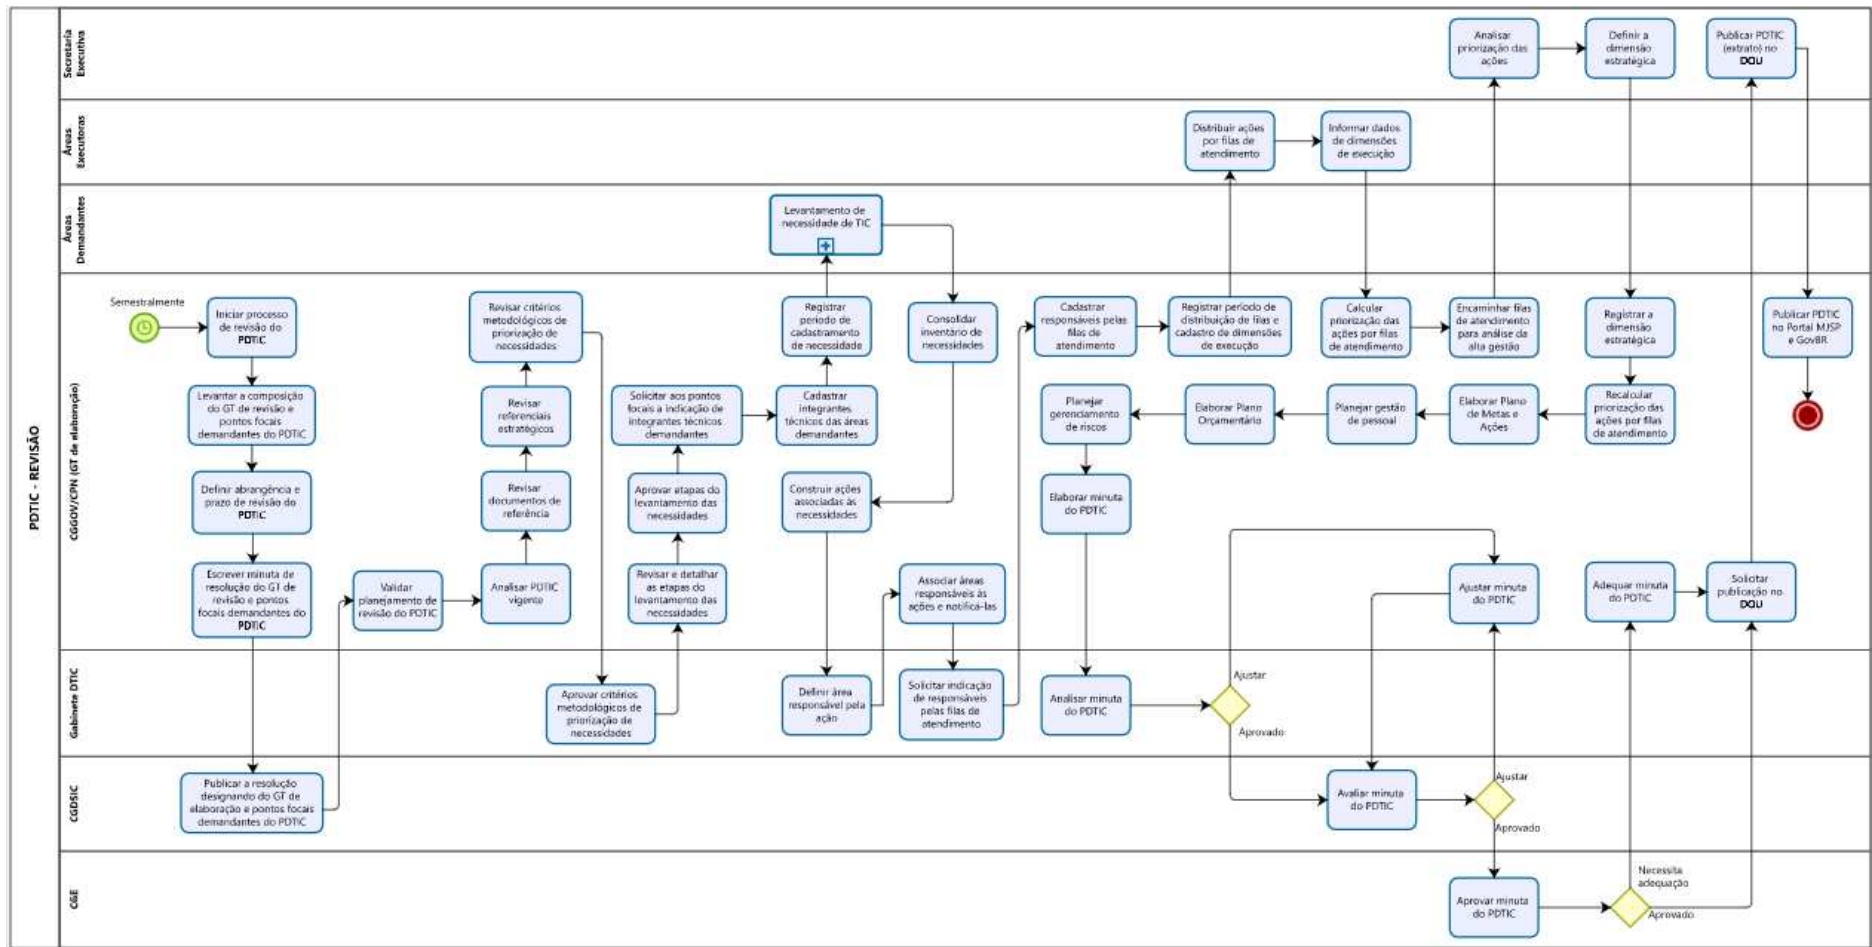 PDTIC - REVISÃO
Secretaria
Executiva
Analisar
priorização das
ações
Definir a
dimensão
estratégica
Publicar PDTIC
(extrato) no
DOU
Áreas
Executoras
Distribuir ações
por filas de
atendimento
Informar dados
de dimensões
de execução
Áreas
Demandantes
Levantamento de
necessidade de TIC
CGGOV/CPN (GT de elaboração)
Semestralmente
Iniciar processo
de revisão do
PDTIC
Levantar a composição
do GT de revisão e
pontos focais
demandantes do PDTIC
Definir abrangência e
prazo de revisão do
PDTIC
Escrever minuta de
resolução do GT de
revisão e pontos
focais demandantes do
PDTIC
Validar
planejamento de
revisão do PDTIC
Analisar PDTIC
vigente
Revisar
documentos de
referência
Revisar
referenciais
estratégicos
Revisar critérios
metodológicos de
priorização de
necessidades
Revisar e detalhar
as etapas do
levantamento das
necessidades
Aprovar etapas do
levantamento das
necessidades
Solicitar aos pontos
focais a indicação de
integrantes técnicos
demandantes
Cadastrar
integrantes
técnicos das áreas
demandantes
Registrar
período de
cadastramento
de necessidade
Consolidar
inventário de
necessidades
Construir ações
associadas às
necessidades
Associar áreas
responsáveis às
ações e notificá-las
Cadastrar
responsáveis pelas
filas de
atendimento
Registrar período de
distribuição de filas e
cadastro de dimensões
de execução
Calcular
priorização das
ações por filas
de atendimento
Encaminhar filas
de atendimento
para análise da
alta gestão
Registrar a
dimensão
estratégica
Publicar PDTIC
no Portal MJSP
e GovBR
Recalcular
priorização das
ações por filas
de atendimento
Elaborar Plano
de Metas e
Ações
Planejar gestão
de pessoal
Elaborar Plano
Orçamentário
Planejar
gerenciamento
de riscos
Elaborar minuta
do PDTIC
Ajustar minuta
do PDTIC
Adequar minuta
do PDTIC
Solicitar
publicação no
DOU
Gabinete DTIC
Aprovar critérios
metodológicos de
priorização de
necessidades
Definir área
responsável pela
ação
Solicitar indicação
de responsáveis
pelas filas de
atendimento
Analisar minuta
do PDTIC
Ajustar
Aprovado
CGDSIC
Publicar a resolução
designando do GT de
elaboração e pontos focais
demandantes do PDTIC
Avaliar minuta
do PDTIC
Ajustar
Aprovado
CGE
Aprovar minuta
do PDTIC
Necessita
adequação
Aprovado